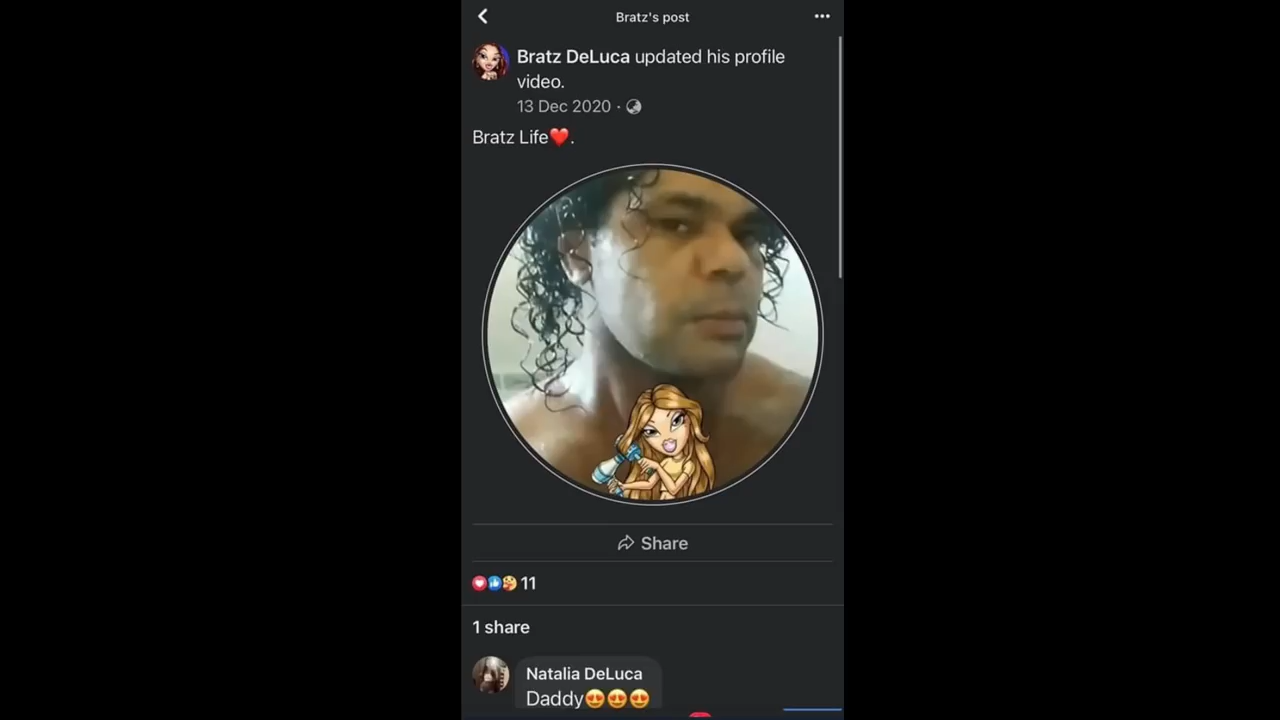 Bratz's post
Bratz DeLuca updated his profile
video.
13 Dec 2020 ·
Bratz Life❤️.
Share
11
1 share
Natalia DeLuca
Daddy😍😍😍